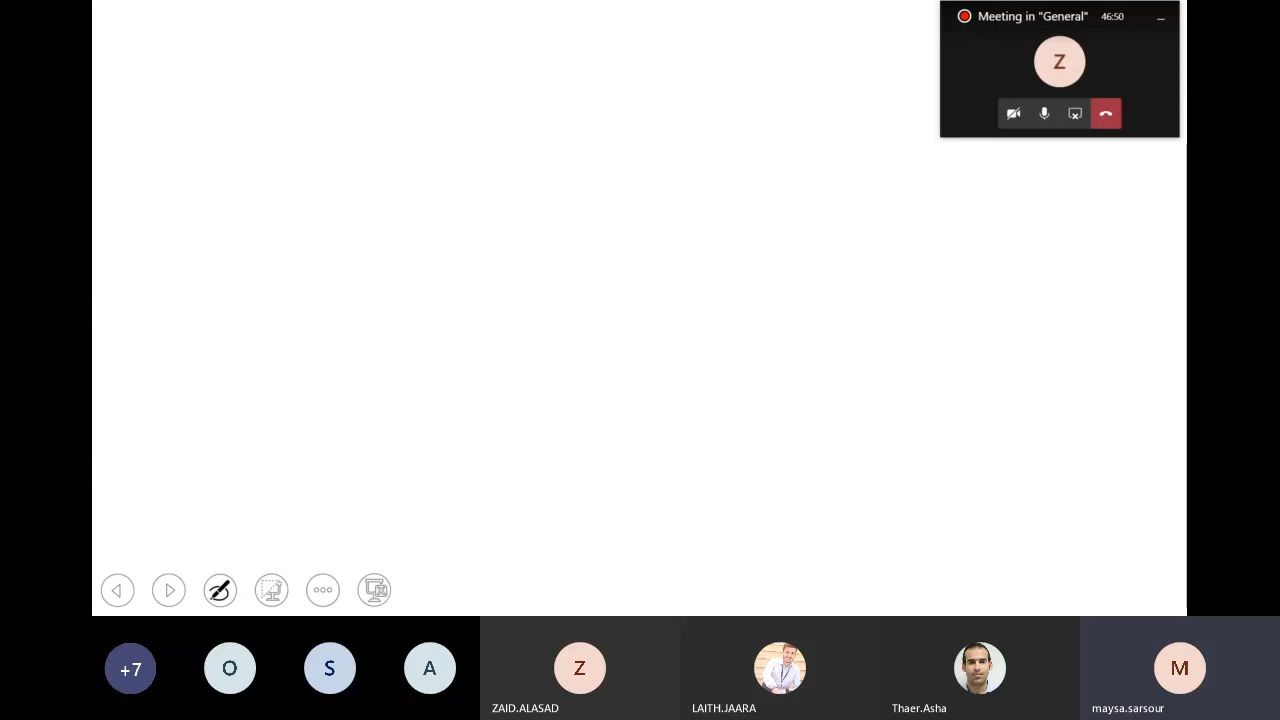 Meeting in "General" 46:50
Z
+7
O
S
A
Z
M
ZAID.ALASAD
LAITH.JAARA
Thaer.Asha
maysa.sarsour